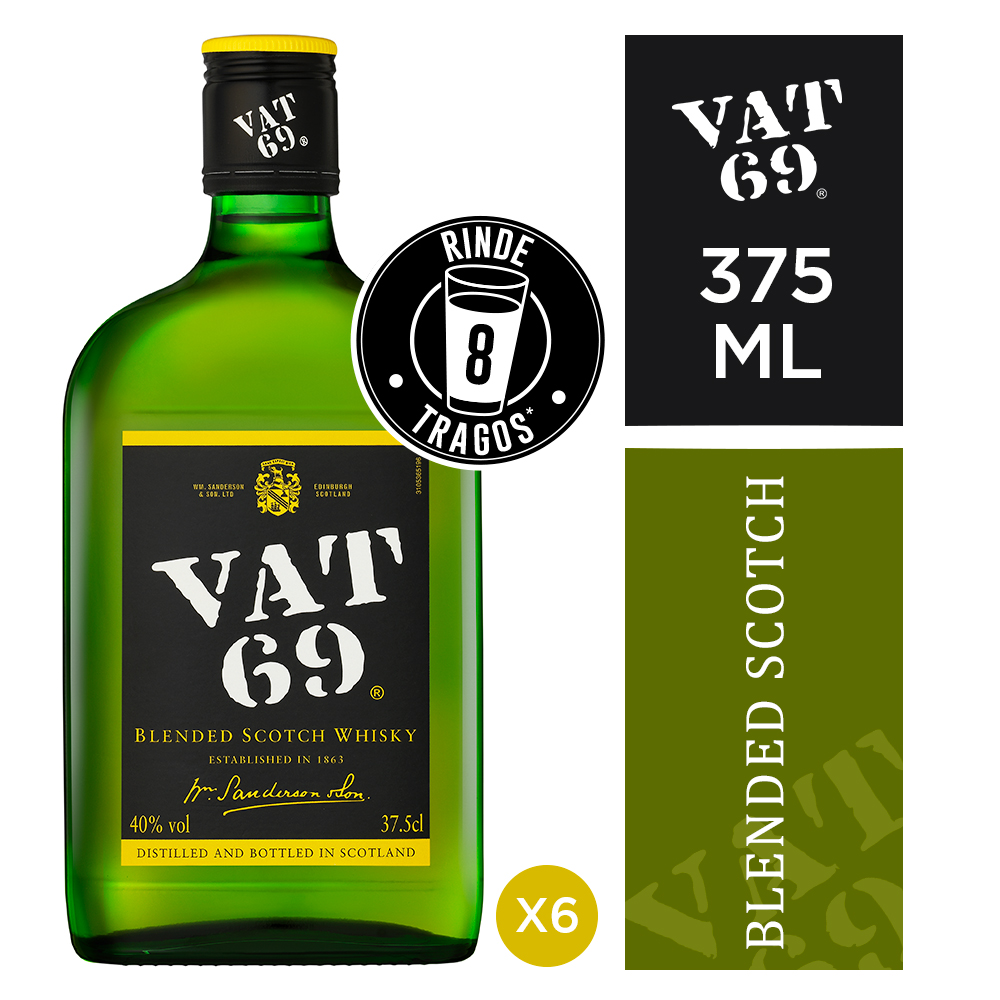 VAT
69®
RINDE
8
TRAGOS*
WM. SANDERSON
& SON. LTD
EDINBURGH
SCOTLAND
VAT
69®
BLENDED SCOTCH WHISKY
ESTABLISHED IN 1863
Wm. Sanderson & Son.
40% vol
37.5cl
DISTILLED AND BOTTLED IN SCOTLAND
X6
VAT
69®
375
ML
BLENDED SCOTCH
VAT
69